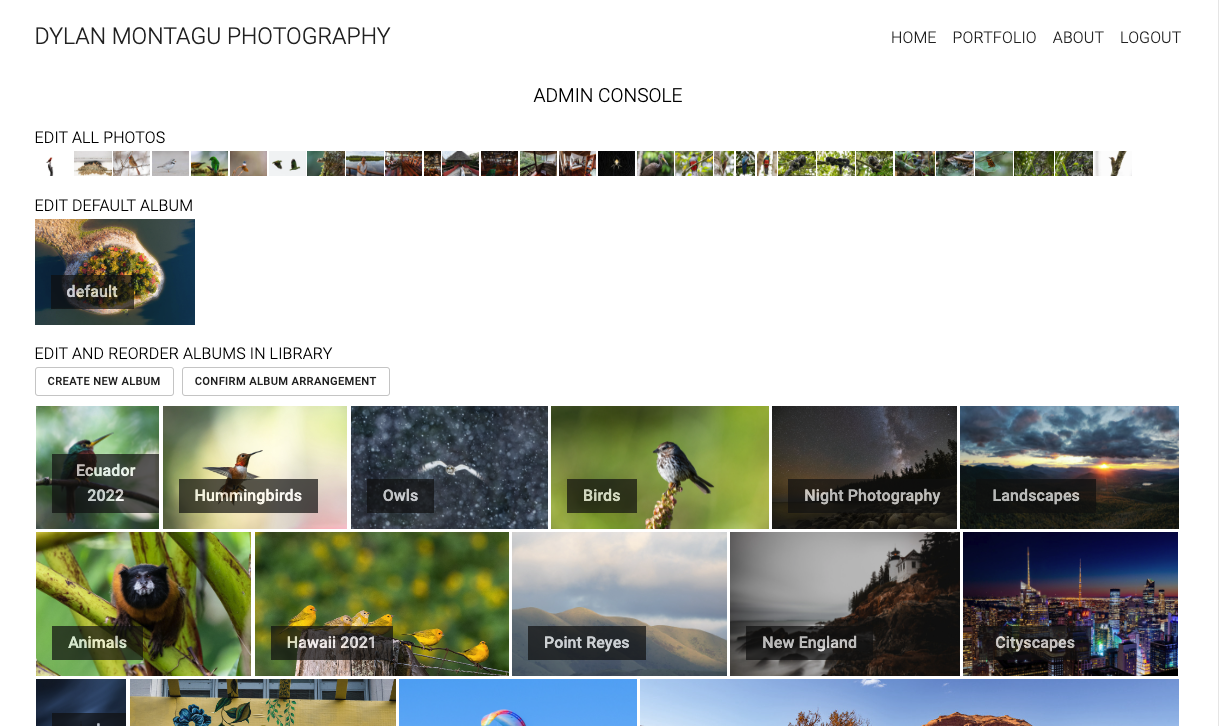 DYLAN MONTAGU PHOTOGRAPHY
HOME PORTFOLIO ABOUT LOGOUT
ADMIN CONSOLE
EDIT ALL PHOTOS
EDIT DEFAULT ALBUM
default
EDIT AND REORDER ALBUMS IN LIBRARY
CREATE NEW ALBUM CONFIRM ALBUM ARRANGEMENT
Ecuador
2022
Hummingbirds
Owls
Birds
Night Photography
Landscapes
Animals
Hawaii 2021
Point Reyes
New England
Cityscapes